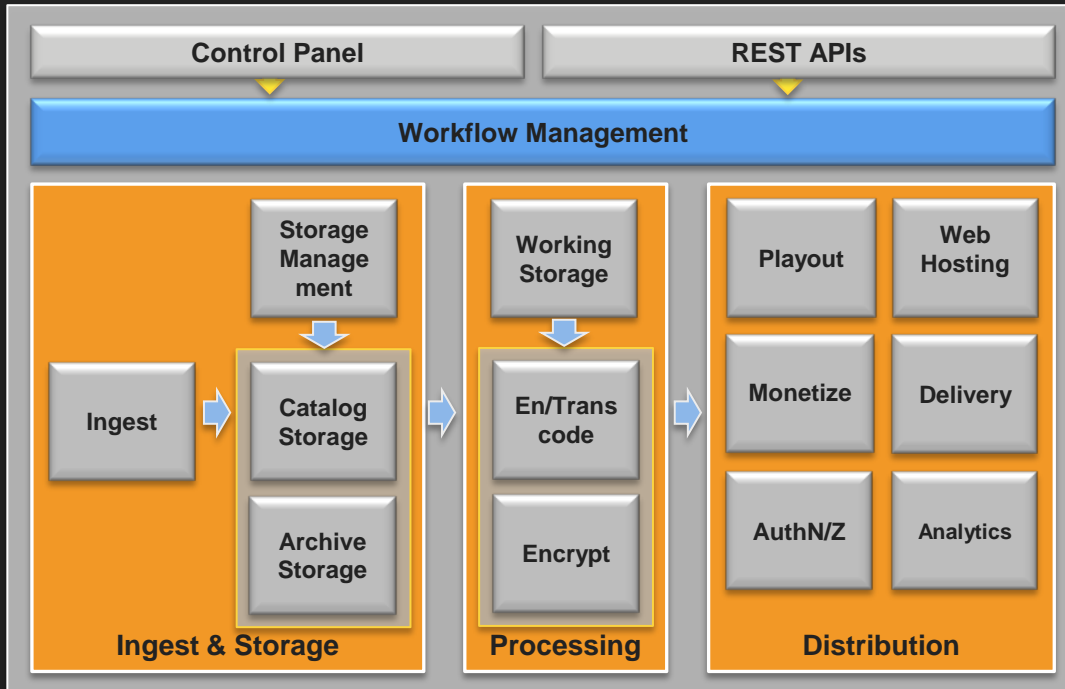 Control Panel
REST APIs
Workflow Management
Storage
Manage
ment
Ingest
Catalog
Storage
Archive
Storage
Ingest & Storage
Working
Storage
En/Trans
code
Encrypt
Processing
Playout
Web
Hosting
Monetize
Delivery
AuthN/Z
Analytics
Distribution